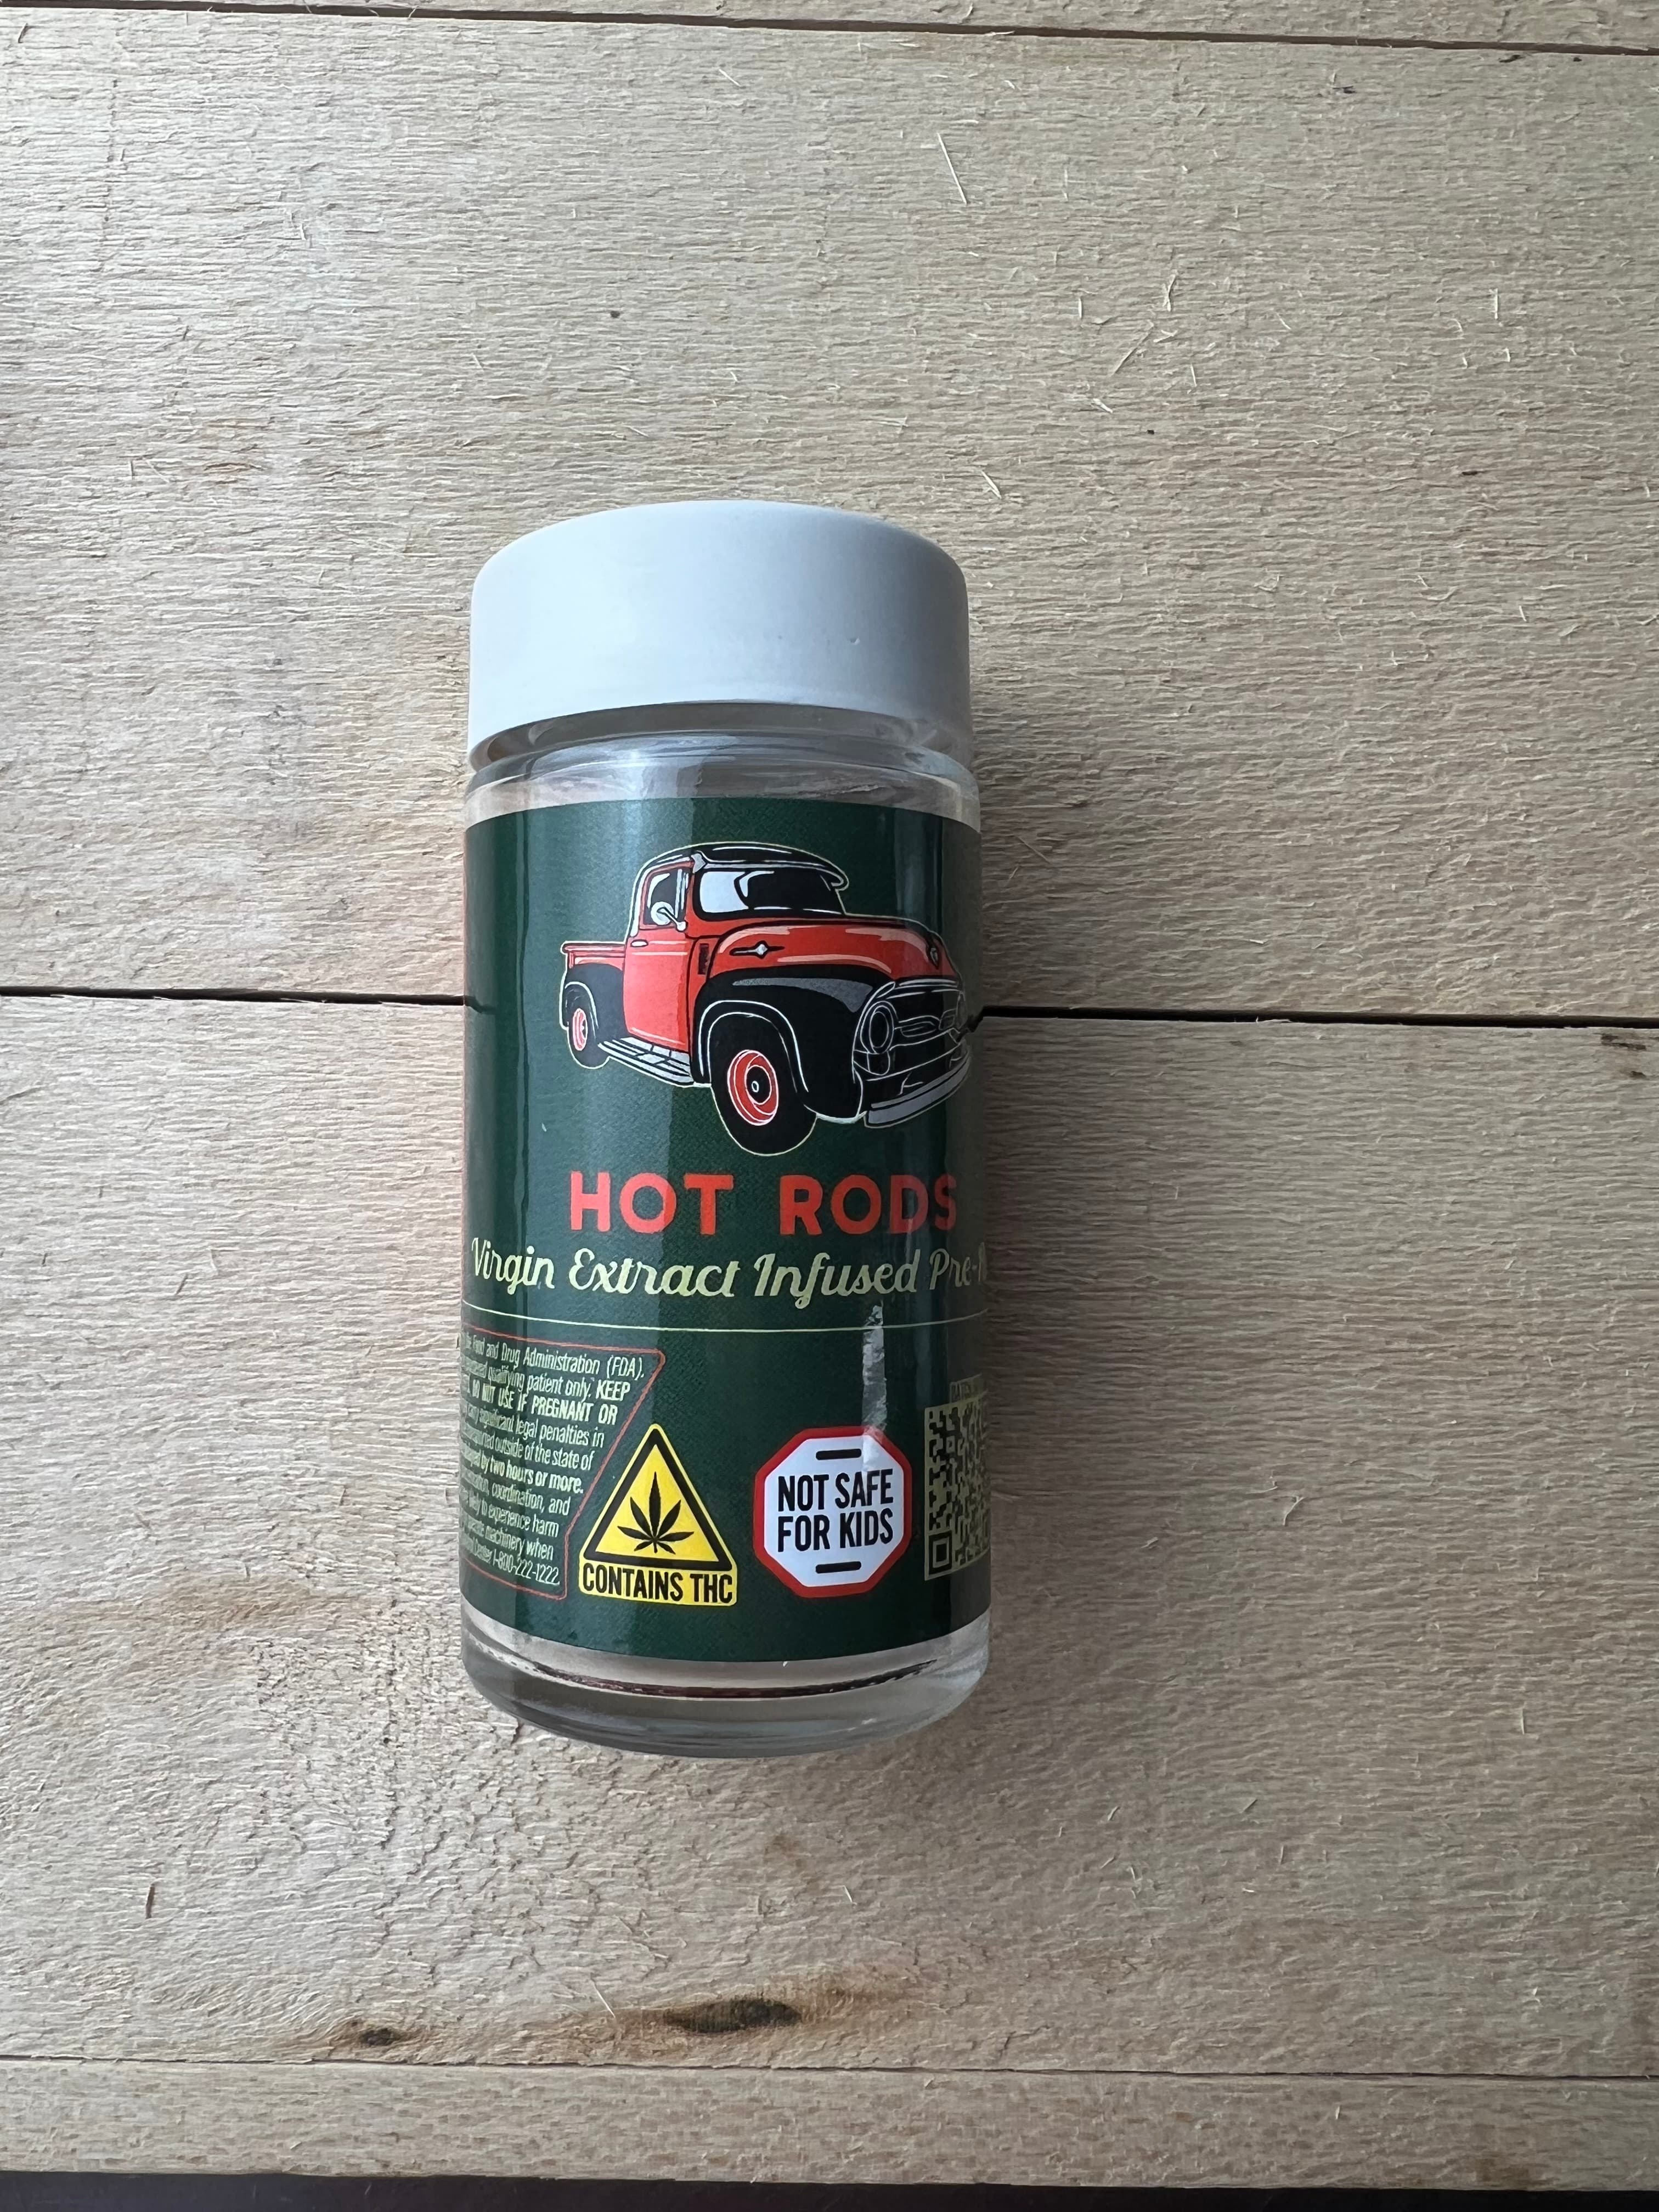 HOT RODS
Virgin Extract Infused Pre-
Food and Drug Administration (FDA).
qualifying patient only. KEEP
DO NOT USE IF PREGNANT OR
carry significant legal penalties in
outside of the state of
by two hours or more.
coordination, and
likely to experience harm
machinery when
Center 1-800-222-1222.
CONTAINS THC
NOT SAFE
FOR KIDS